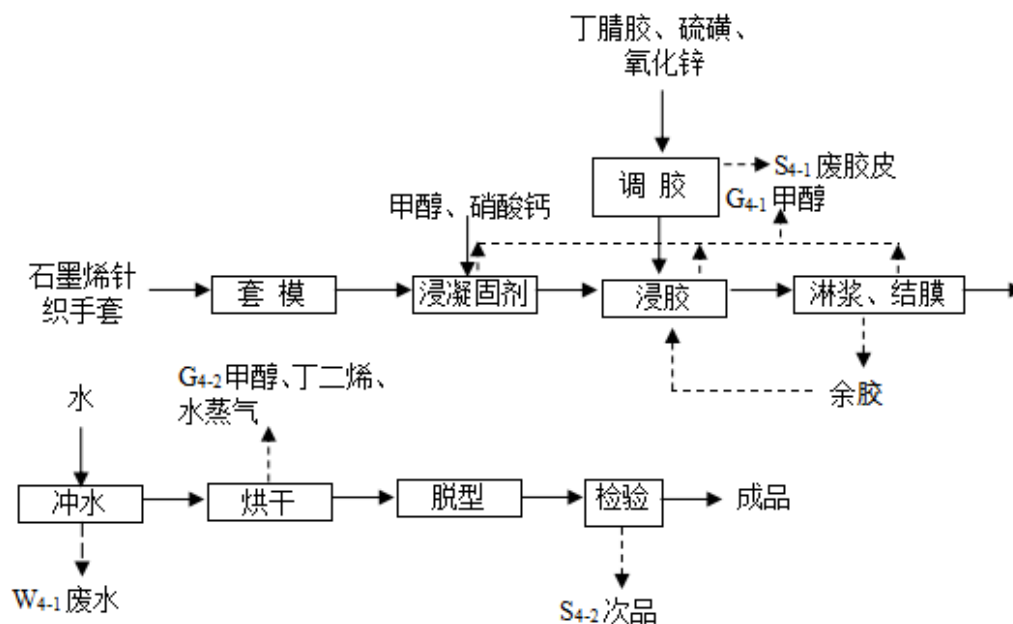 丁腈胶、硫磺、
氧化锌
调 胶
S4-1 废胶皮
G4-1 甲醇
甲醇、硝酸钙
石墨烯针
织手套
套 模
浸凝固剂
浸胶
淋浆、结膜
余胶
G4-2 甲醇、丁二烯、
水蒸气
水
冲水
烘干
脱型
检验
成品
W4-1 废水
S4-2 次品